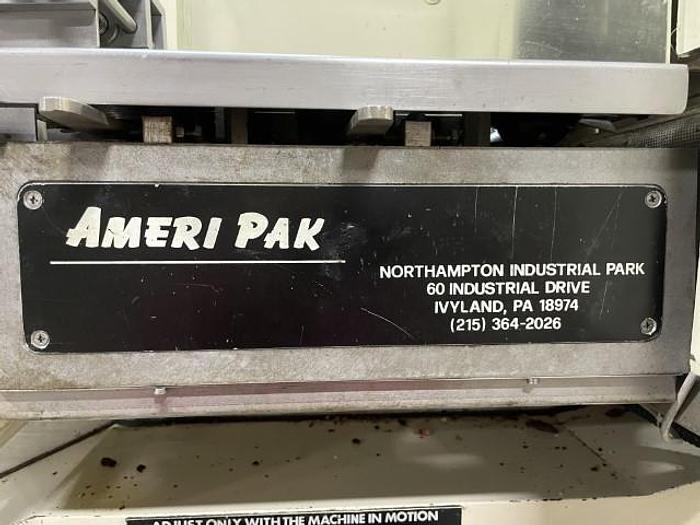 AMERI PAK
NORTHAMPTON INDUSTRIAL PARK
60 INDUSTRIAL DRIVE
IVYLAND, PA 18974
(215) 364-2026
ADJUST ONLY WITH THE MACHINE IN MOTION